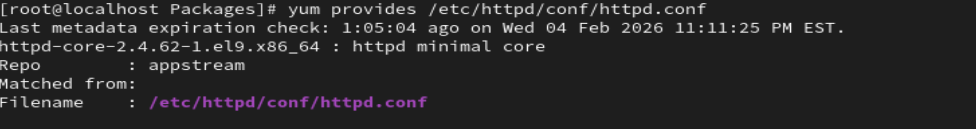 [root@localhost Packages]# yum provides /etc/httpd/conf/httpd.conf
Last metadata expiration check: 1:05:04 ago on Wed 04 Feb 2026 11:11:25 PM EST.
httpd-core-2.4.62-1.el9.x86_64 : httpd minimal core
Repo        : appstream
Matched from:
Filename    : /etc/httpd/conf/httpd.conf